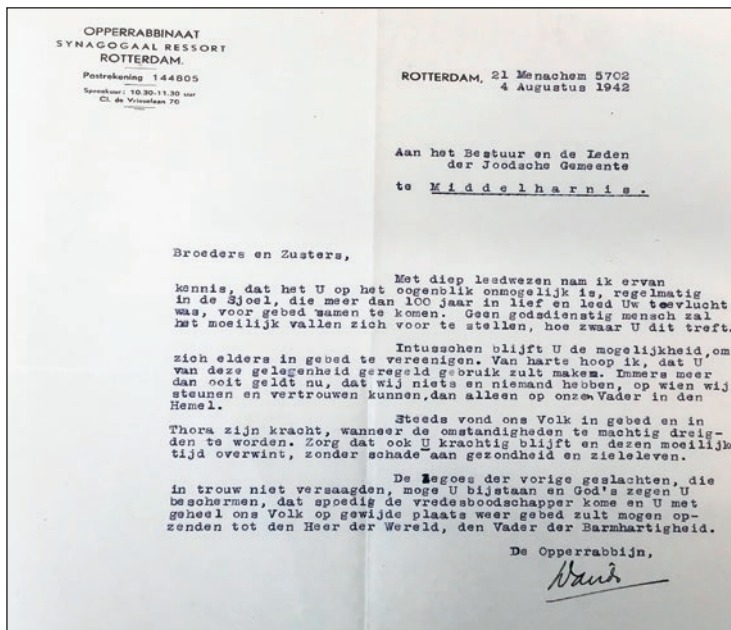 OPPERRABBINAAT
SYNAGOGAAL RESSORT
ROTTERDAM.
Postrekening 144805
Spreekuur: 10.30-11.30 uur
Cl. de Vrieselaan 70
ROTTERDAM, 21 Menachem 5702
4 Augustus 1942
Aan het Bestuur en de Leden
der Joodsche Gemeente
te Middelharnis.
Broeders en Zusters,
Met diep leedwezen nam ik ervan
kennis, dat het U op het oogenblik onmogelijk is, regelmatig
in de Sjoel, die meer dan 100 jaar in lief en leed Uw toevlucht
was, voor gebed samen te komen. Geen godsdienstig mensch zal
het moeilijk vallen zich voor te stellen, hoe zwaar U dit treft.
Intusschen blijft U de mogelijkheid, om
zich elders in gebed te vereenigen. Van harte hoop ik, dat U
van deze gelegenheid geregeld gebruik zult maken. Immers meer
dan ooit geldt nu, dat wij niets en niemand hebben, op wien wij
steunen en vertrouwen kunnen, dan alleen op onze Vader in den
Hemel.
Steeds vond ons Volk in gebed en in
Thora zijn kracht, wanneer de omstandigheden te machtig dreig-
den te worden. Zorg dat ook U krachtig blijft en dezen moeilijk
tijd overwint, zonder schade aan gezondheid en zieleleven.
De Zegoes der vorige geslachten, die
in trouw niet versaagden, moge U bijstaan en God's zegen U
beschermen, dat spoedig de vredesboodschapper kome en U met
geheel ons Volk op gewijde plaats weer gebed zult mogen op-
zenden tot den Heer der Wereld, den Vader der Barmhartigheid.
De Opperrabbijn,